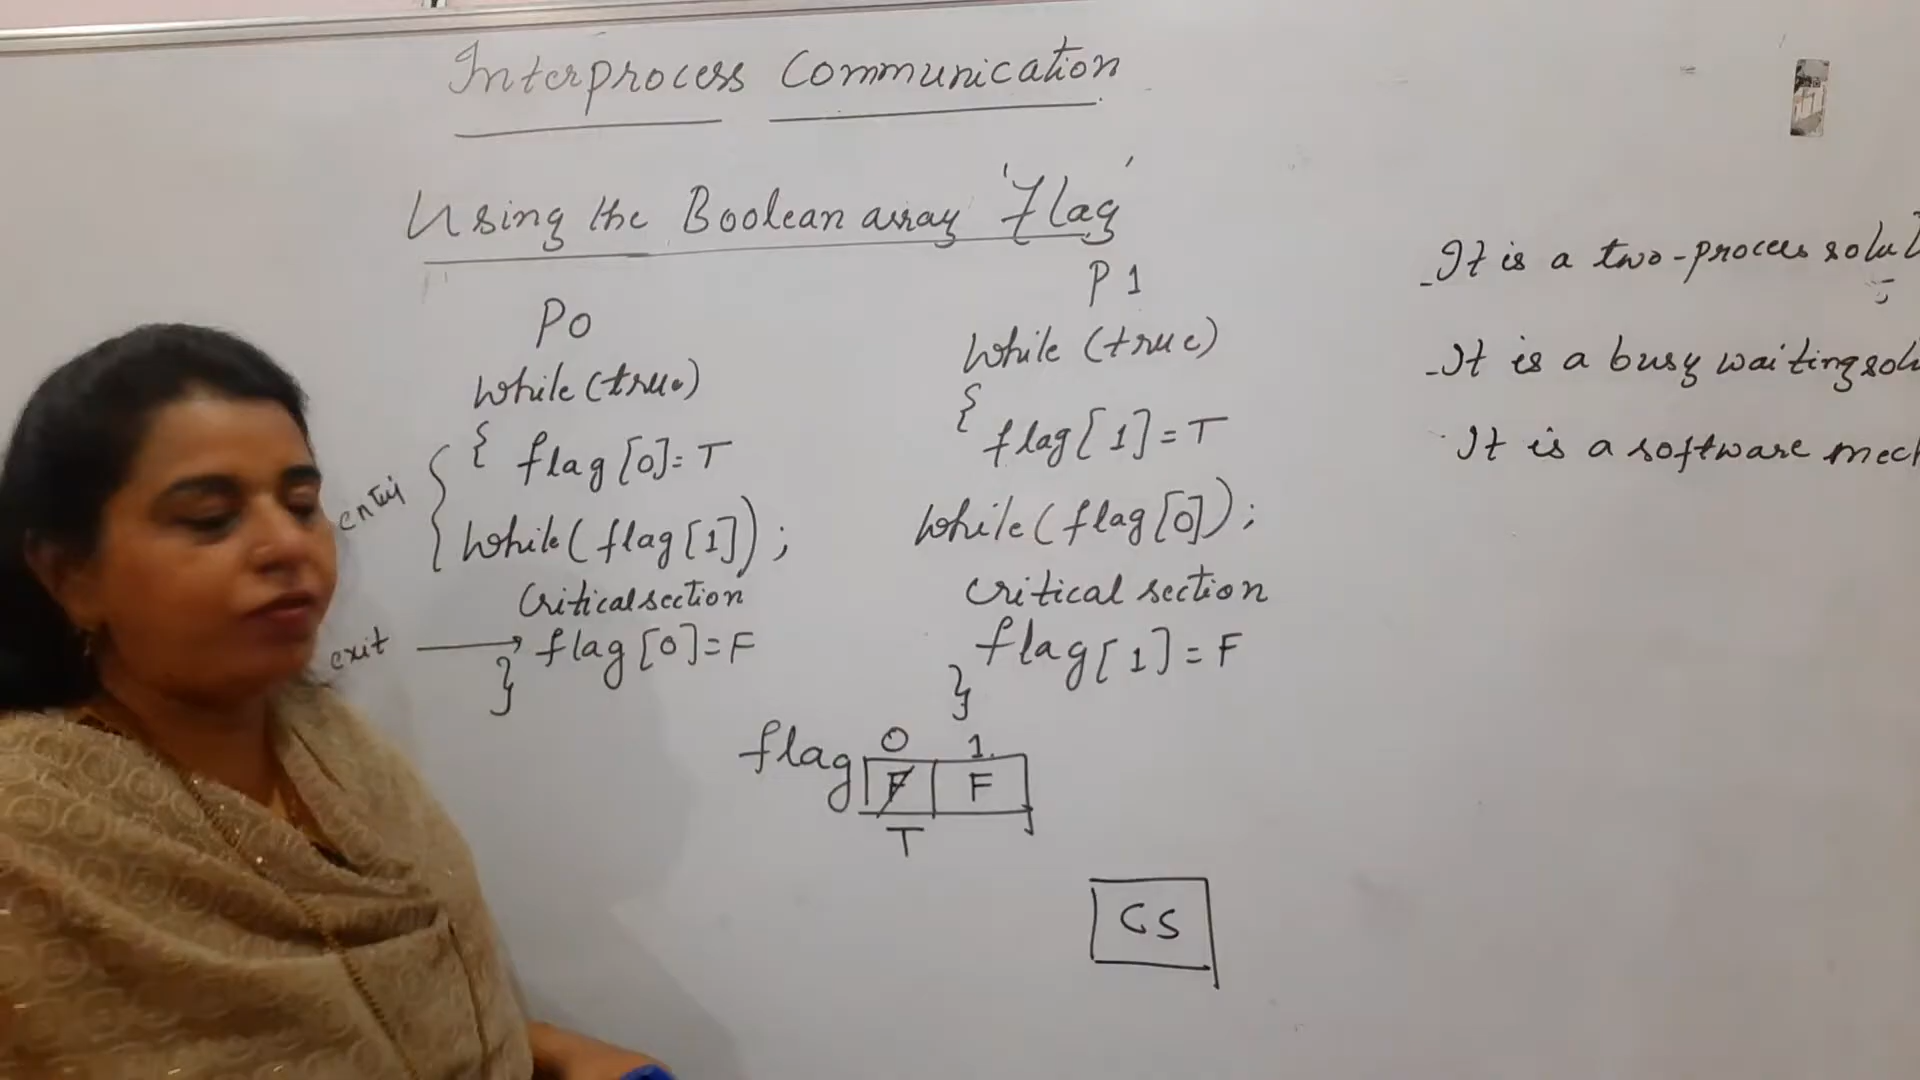 Interprocess Communication
Using the Boolean array 'Flag'
P0
while(true)
{ flag[0]=T
while(flag[1]);
Critical section
flag[0]=F
}
entry
exit
P1
while(true)
{
flag[1]=T
while(flag[0]);
critical section
flag[1]=F
}
flag
0 1
F F
T
CS
-It is a two-process
-It is a busy waiting
It is a software